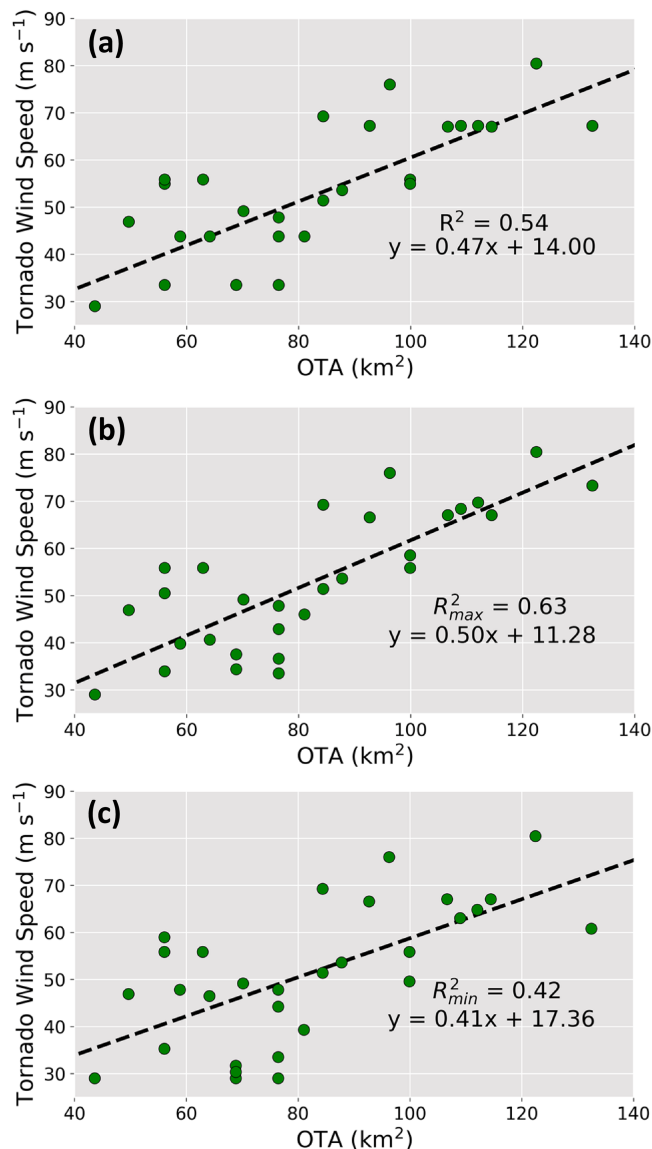 (a)
Tornado Wind Speed (m s⁻¹)
90
80
70
60
50
40
30
R² = 0.54
y = 0.47x + 14.00
40 60 80 100 120 140
OTA (km²)
(b)
Tornado Wind Speed (m s⁻¹)
90
80
70
60
50
40
30
R²max = 0.63
y = 0.50x + 11.28
40 60 80 100 120 140
OTA (km²)
(c)
Tornado Wind Speed (m s⁻¹)
90
80
70
60
50
40
30
R²min = 0.42
y = 0.41x + 17.36
40 60 80 100 120 140
OTA (km²)